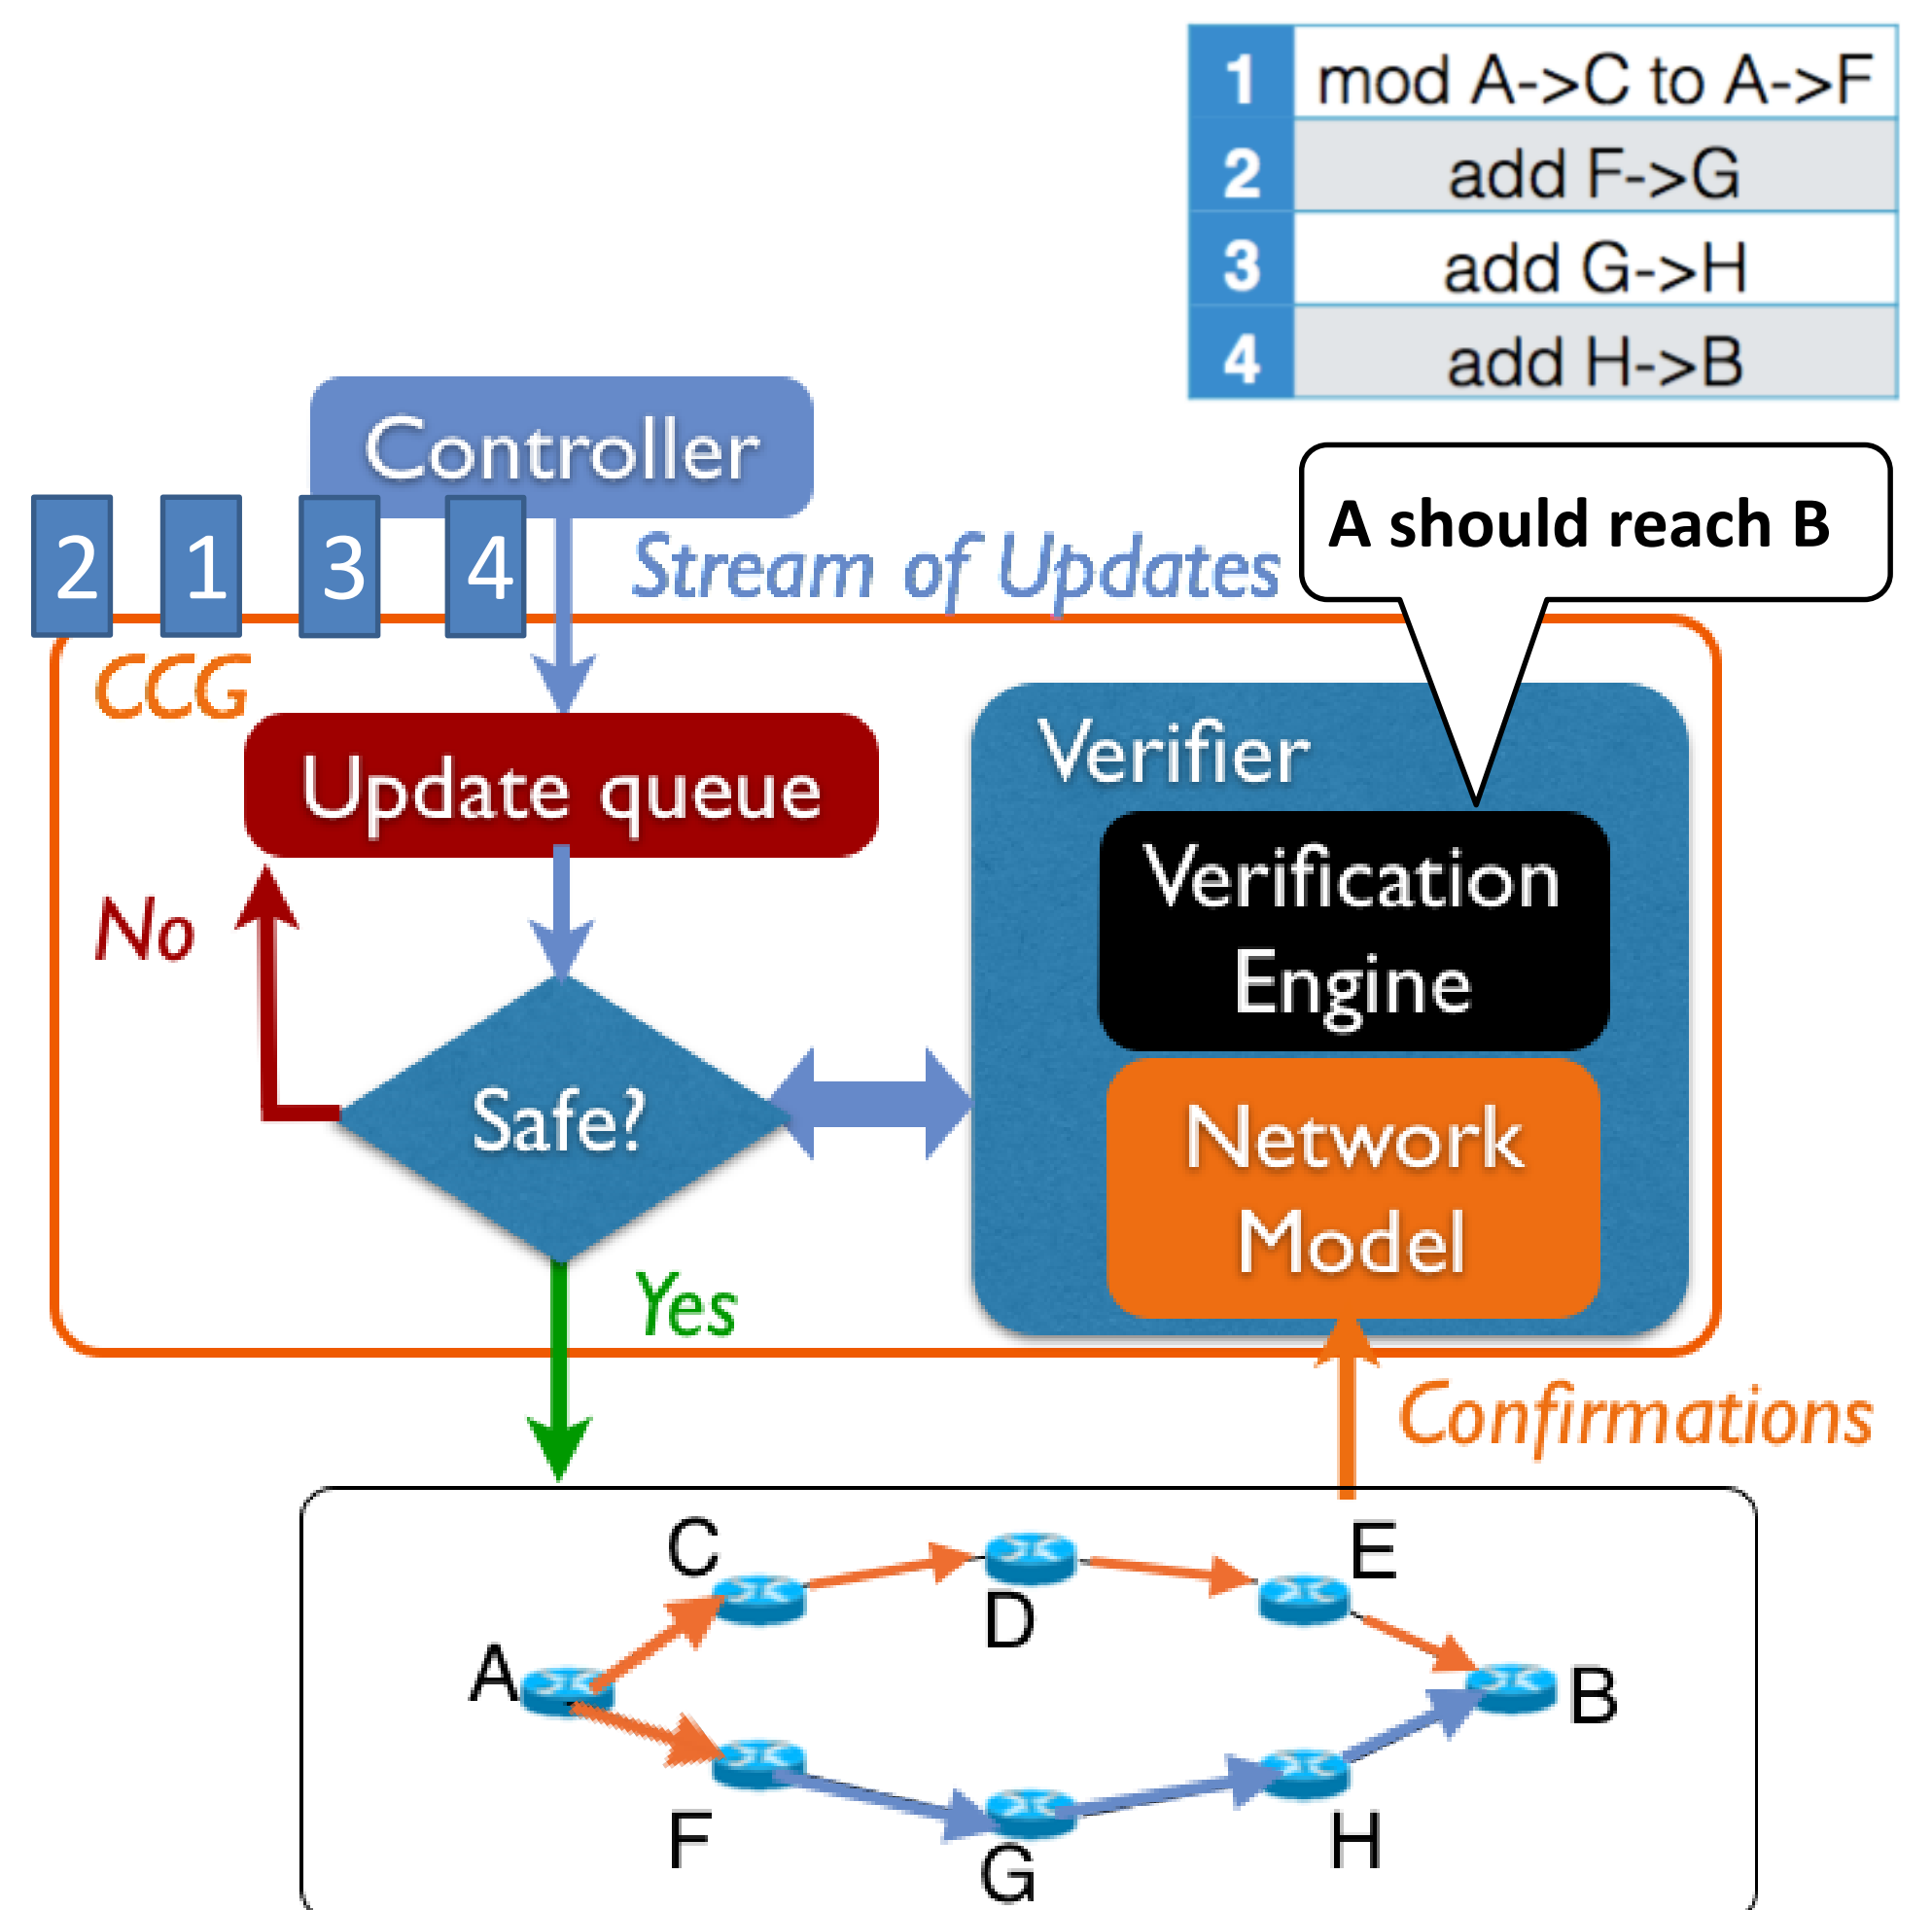 1 mod A->C to A->F
2 add F->G
3 add G->H
4 add H->B
Controller
A should reach B
2 1 3 4
Stream of Updates
CCG
Verifier
Update queue
Verification
Engine
No
Safe?
Network
Model
Yes
Confirmations
C
E
D
A
B
F
H
G